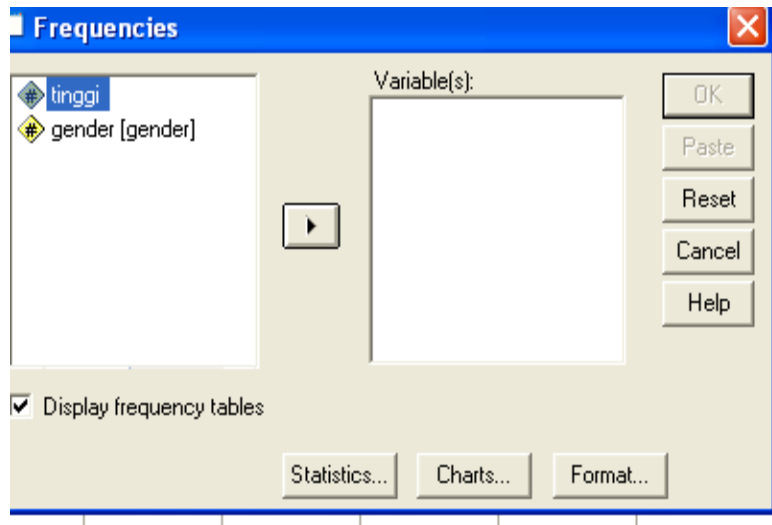 Frequencies
tinggi
gender [gender]
Variable(s):
OK
Paste
Reset
Cancel
Help
Display frequency tables
Statistics...
Charts...
Format...